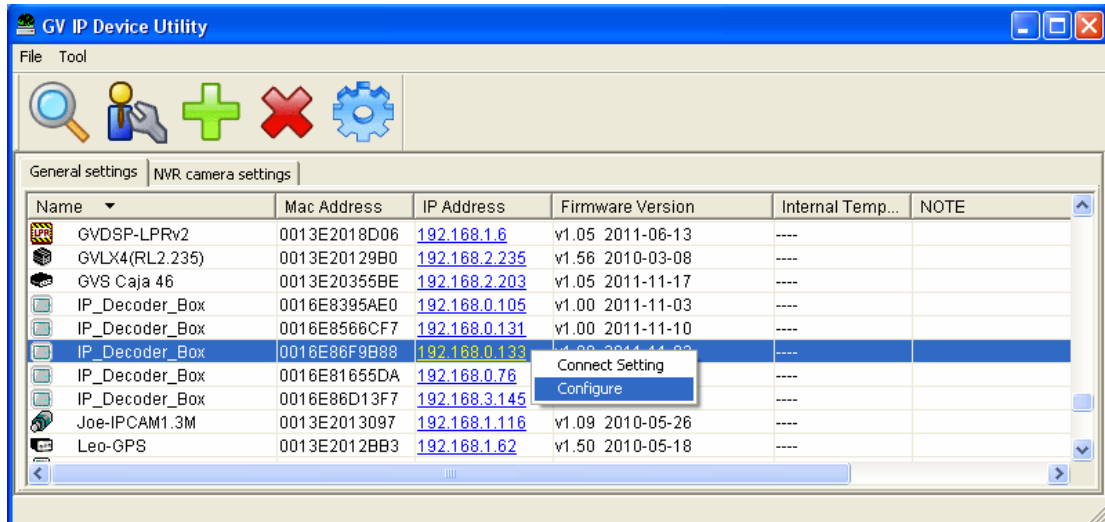 GV IP Device Utility
File Tool
General settings NVR camera settings
Name Mac Address IP Address Firmware Version Internal Temp... NOTE
LPR GVDSP-LPRv2 0013E2018D06 192.168.1.6 v1.05 2011-06-13 ----
GVLX4(RL2.235) 0013E20129B0 192.168.2.235 v1.56 2010-03-08 ----
GVS Caja 46 0013E20355BE 192.168.2.203 v1.05 2011-11-17 ----
IP_Decoder_Box 0016E8395AE0 192.168.0.105 v1.00 2011-11-03 ----
IP_Decoder_Box 0016E8566CF7 192.168.0.131 v1.00 2011-11-10 ----
IP_Decoder_Box 0016E86F9B88 192.168.0.133 ----
Connect Setting
IP_Decoder_Box 0016E81655DA 192.168.0.76 ----
Configure
IP_Decoder_Box 0016E86D13F7 192.168.3.145 ----
Joe-IPCAM1.3M 0013E2013097 192.168.1.116 v1.09 2010-05-26 ----
Leo-GPS 0013E2012BB3 192.168.1.62 v1.50 2010-05-18 ----